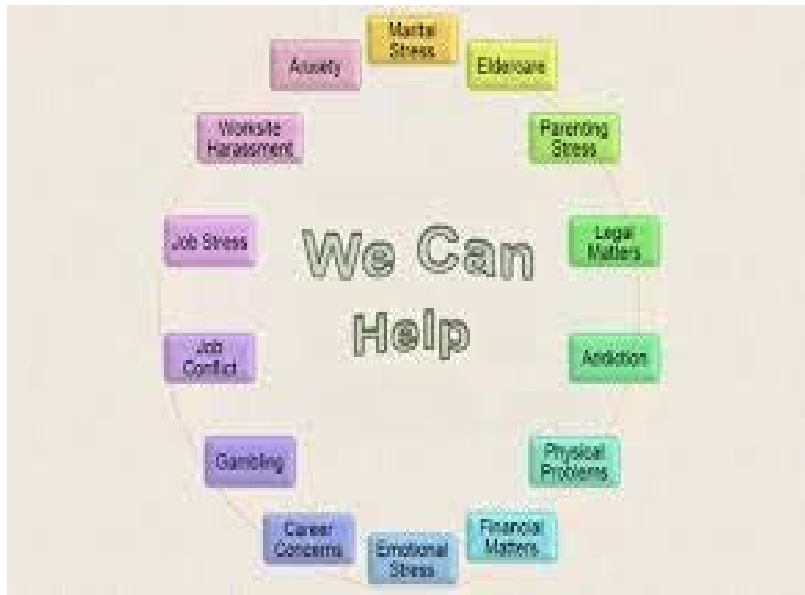 Marital
Stress
Eldercare
Parenting
Stress
Legal
Matters
Addiction
Physical
Problems
Financial
Matters
Emotional
Stress
Career
Concerns
Gambling
Job
Conflict
Job Stress
Worksite
Harassment
Anxiety
We Can
Help